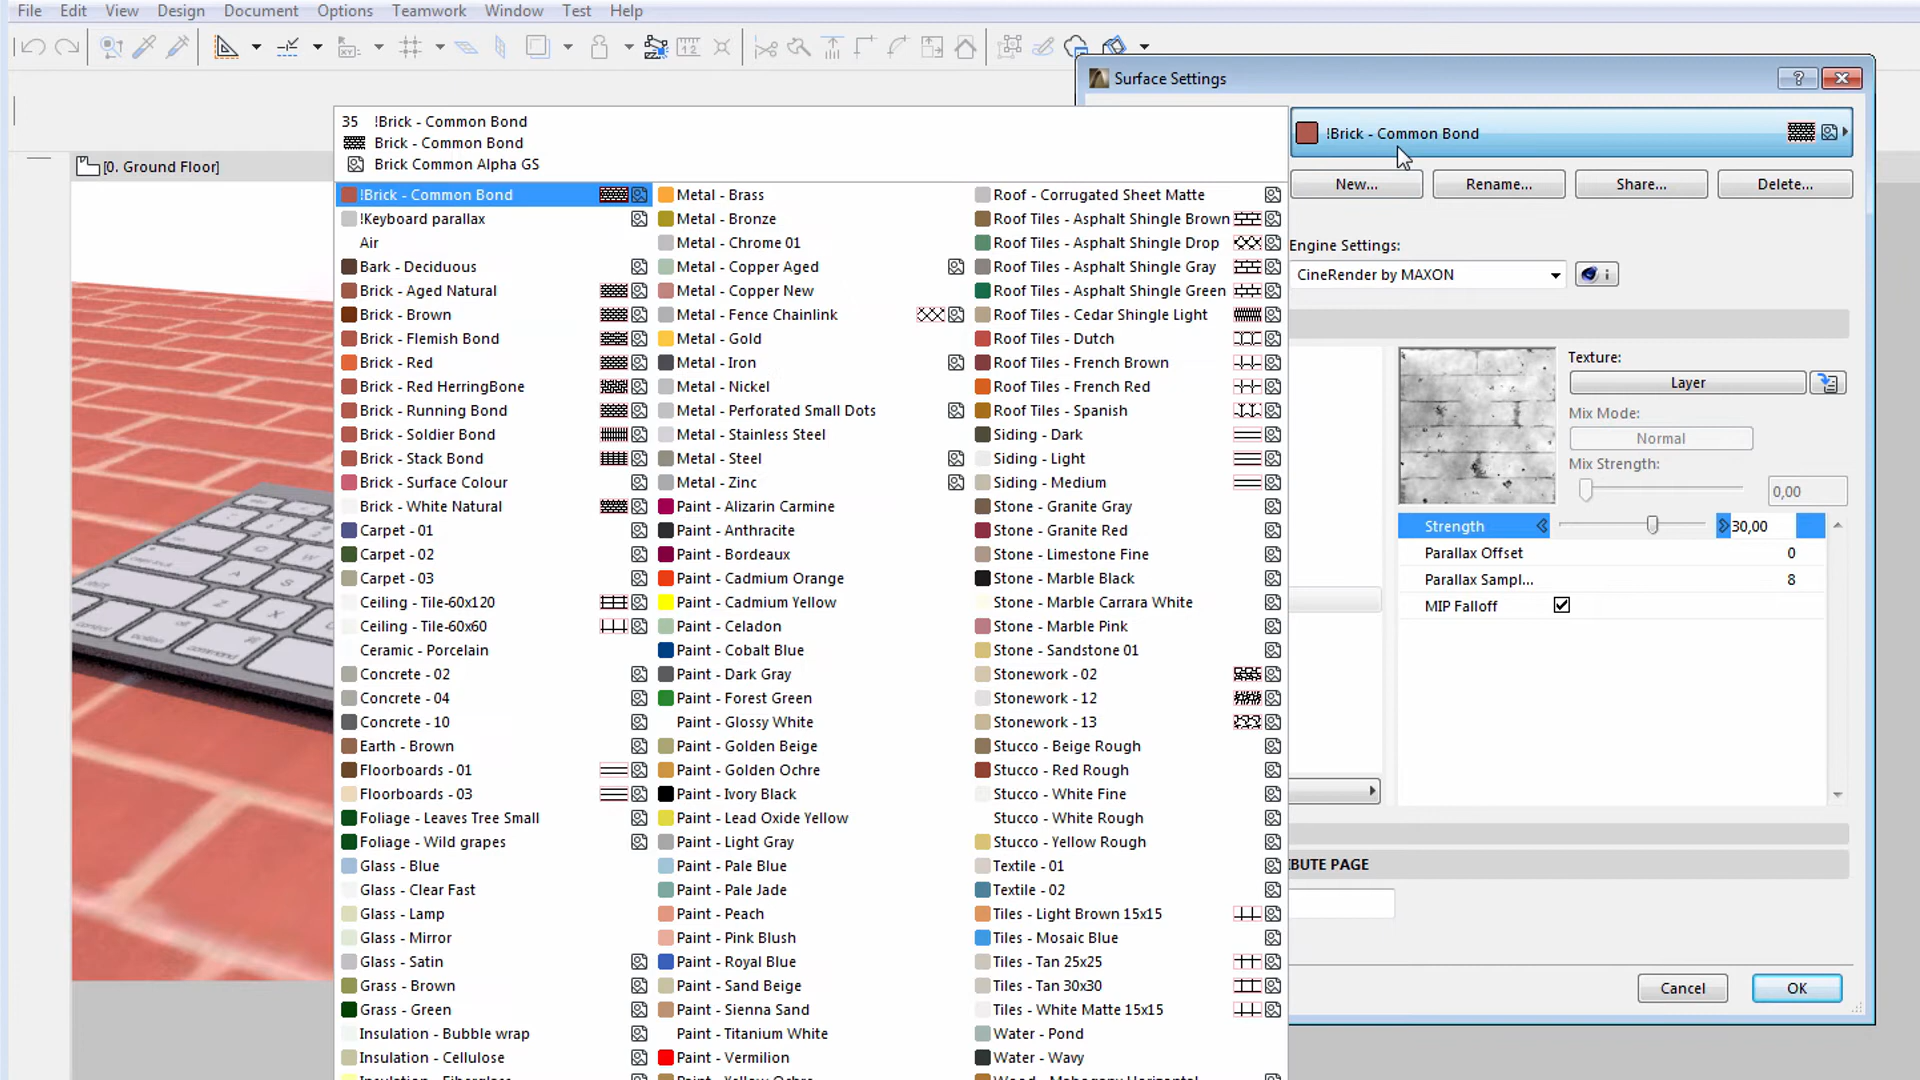 File Edit View Design Document Options Teamwork Window Test Help
Surface Settings
[0. Ground Floor]
35 !Brick - Common Bond
Brick - Common Bond
Brick Common Alpha GS
!Brick - Common Bond
!Keyboard parallax
Air
Bark - Deciduous
Brick - Aged Natural
Brick - Brown
Brick - Flemish Bond
Brick - Red
Brick - Red HerringBone
Brick - Running Bond
Brick - Soldier Bond
Brick - Stack Bond
Brick - Surface Colour
Brick - White Natural
Carpet - 01
Carpet - 02
Carpet - 03
Ceiling - Tile-60x120
Ceiling - Tile-60x60
Ceramic - Porcelain
Concrete - 02
Concrete - 04
Concrete - 10
Earth - Brown
Floorboards - 01
Floorboards - 03
Foliage - Leaves Tree Small
Foliage - Wild grapes
Glass - Blue
Glass - Clear Fast
Glass - Lamp
Glass - Mirror
Glass - Satin
Grass - Brown
Grass - Green
Insulation - Bubble wrap
Insulation - Cellulose
Metal - Brass
Metal - Bronze
Metal - Chrome 01
Metal - Copper Aged
Metal - Copper New
Metal - Fence Chainlink
Metal - Gold
Metal - Iron
Metal - Nickel
Metal - Perforated Small Dots
Metal - Stainless Steel
Metal - Steel
Metal - Zinc
Paint - Alizarin Carmine
Paint - Anthracite
Paint - Bordeaux
Paint - Cadmium Orange
Paint - Cadmium Yellow
Paint - Celadon
Paint - Cobalt Blue
Paint - Dark Gray
Paint - Forest Green
Paint - Glossy White
Paint - Golden Beige
Paint - Golden Ochre
Paint - Ivory Black
Paint - Lead Oxide Yellow
Paint - Light Gray
Paint - Pale Blue
Paint - Pale Jade
Paint - Peach
Paint - Pink Blush
Paint - Royal Blue
Paint - Sand Beige
Paint - Sienna Sand
Paint - Titanium White
Paint - Vermilion
Roof - Corrugated Sheet Matte
Roof Tiles - Asphalt Shingle Brown
Roof Tiles - Asphalt Shingle Drop
Roof Tiles - Asphalt Shingle Gray
Roof Tiles - Asphalt Shingle Green
Roof Tiles - Cedar Shingle Light
Roof Tiles - Dutch
Roof Tiles - French Brown
Roof Tiles - French Red
Roof Tiles - Spanish
Siding - Dark
Siding - Light
Siding - Medium
Stone - Granite Gray
Stone - Granite Red
Stone - Limestone Fine
Stone - Marble Black
Stone - Marble Carrara White
Stone - Marble Pink
Stone - Sandstone 01
Stonework - 02
Stonework - 12
Stonework - 13
Stucco - Beige Rough
Stucco - Red Rough
Stucco - White Fine
Stucco - White Rough
Stucco - Yellow Rough
Textile - 01
Textile - 02
Tiles - Light Brown 15x15
Tiles - Mosaic Blue
Tiles - Tan 25x25
Tiles - Tan 30x30
Tiles - White Matte 15x15
Water - Pond
Water - Wavy
!Brick - Common Bond
New... Rename... Share... Delete...
Engine Settings:
CineRender by MAXON
i
Texture:
Layer
Mix Mode:
Normal
Mix Strength:
0,00
Strength 30,00
Parallax Offset 0
Parallax Sampl... 8
MIP Falloff
BUTE PAGE
Cancel OK
control option command